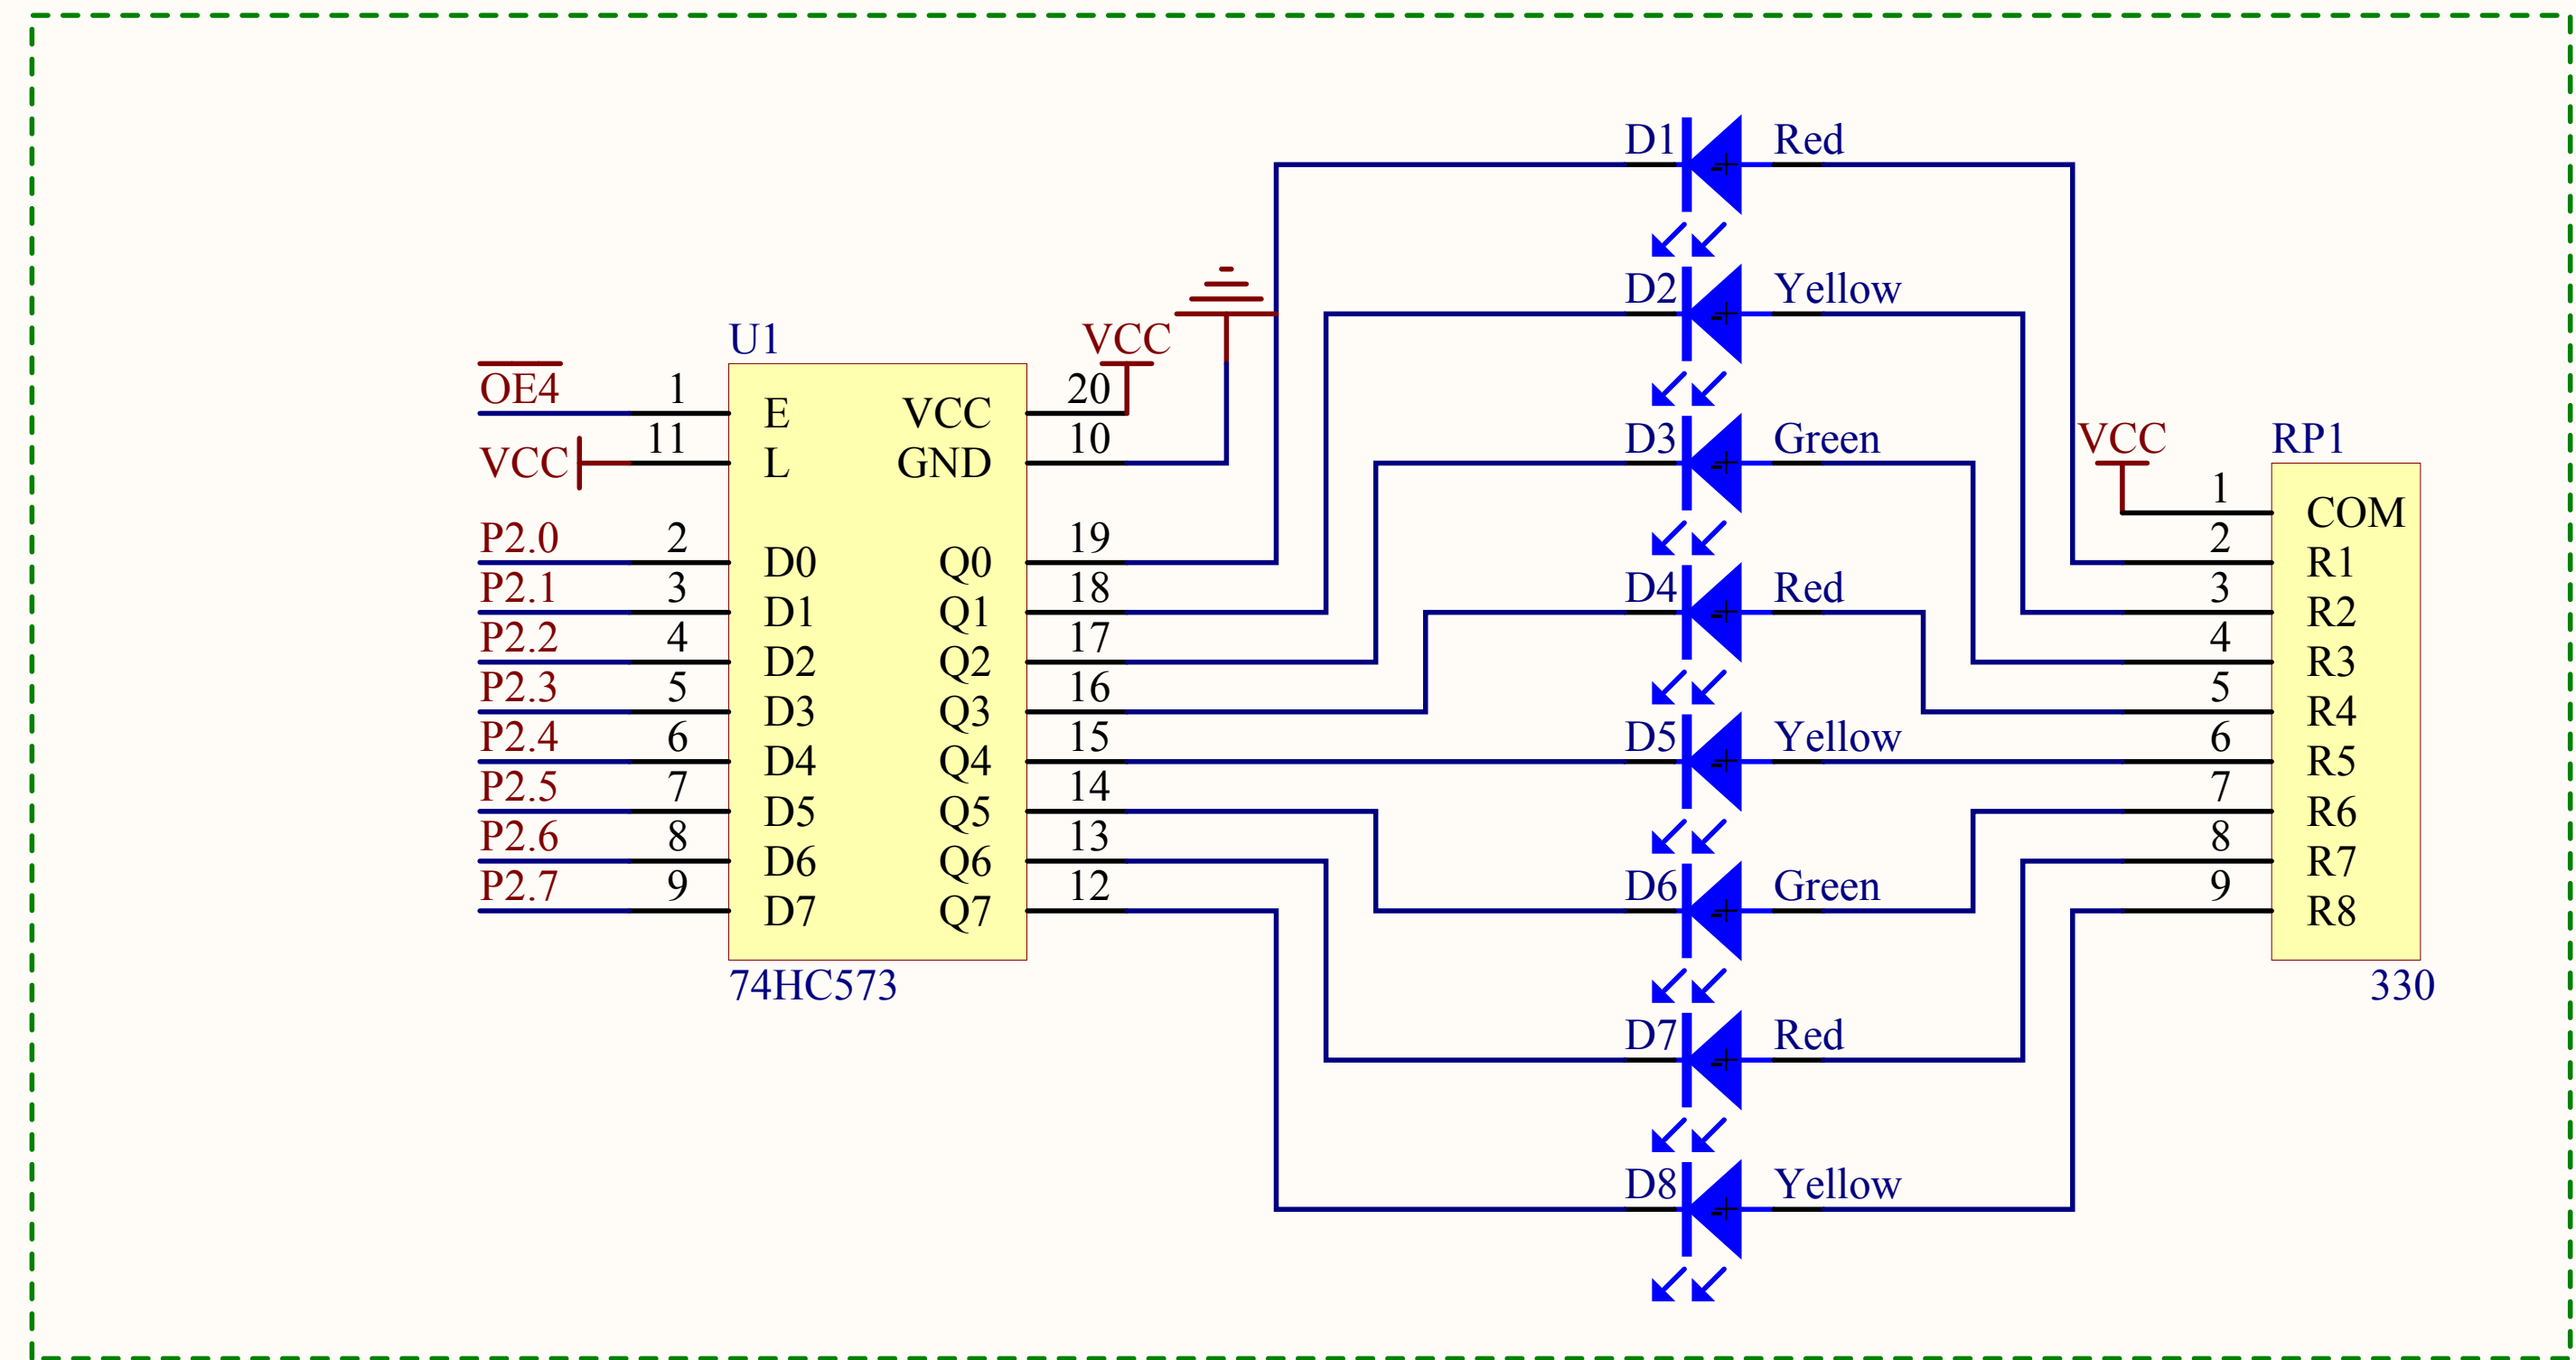 D1 Red
D2 Yellow
U1
VCC
OE4 1 E VCC 20
D3 Green
VCC 11 L GND 10
VCC
RP1
1 COM
P2.0 2 D0 Q0 19
2 R1
P2.1 3 D1 Q1 18
D4 Red
3 R2
P2.2 4 D2 Q2 17
4 R3
P2.3 5 D3 Q3 16
5 R4
P2.4 6 D4 Q4 15
D5 Yellow
6 R5
P2.5 7 D5 Q5 14
7 R6
P2.6 8 D6 Q6 13
8 R7
P2.7 9 D7 Q7 12
D6 Green
9 R8
74HC573
330
D7 Red
D8 Yellow